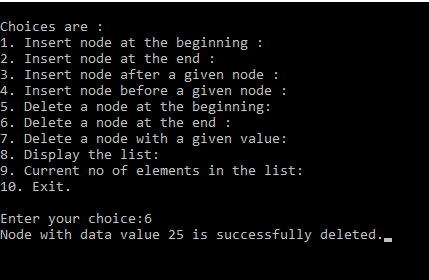 Choices are :
1. Insert node at the beginning :
2. Insert node at the end :
3. Insert node after a given node :
4. Insert node before a given node :
5. Delete a node at the beginning:
6. Delete a node at the end :
7. Delete a node with a given value:
8. Display the list:
9. Current no of elements in the list:
10. Exit.
Enter your choice:6
Node with data value 25 is successfully deleted.